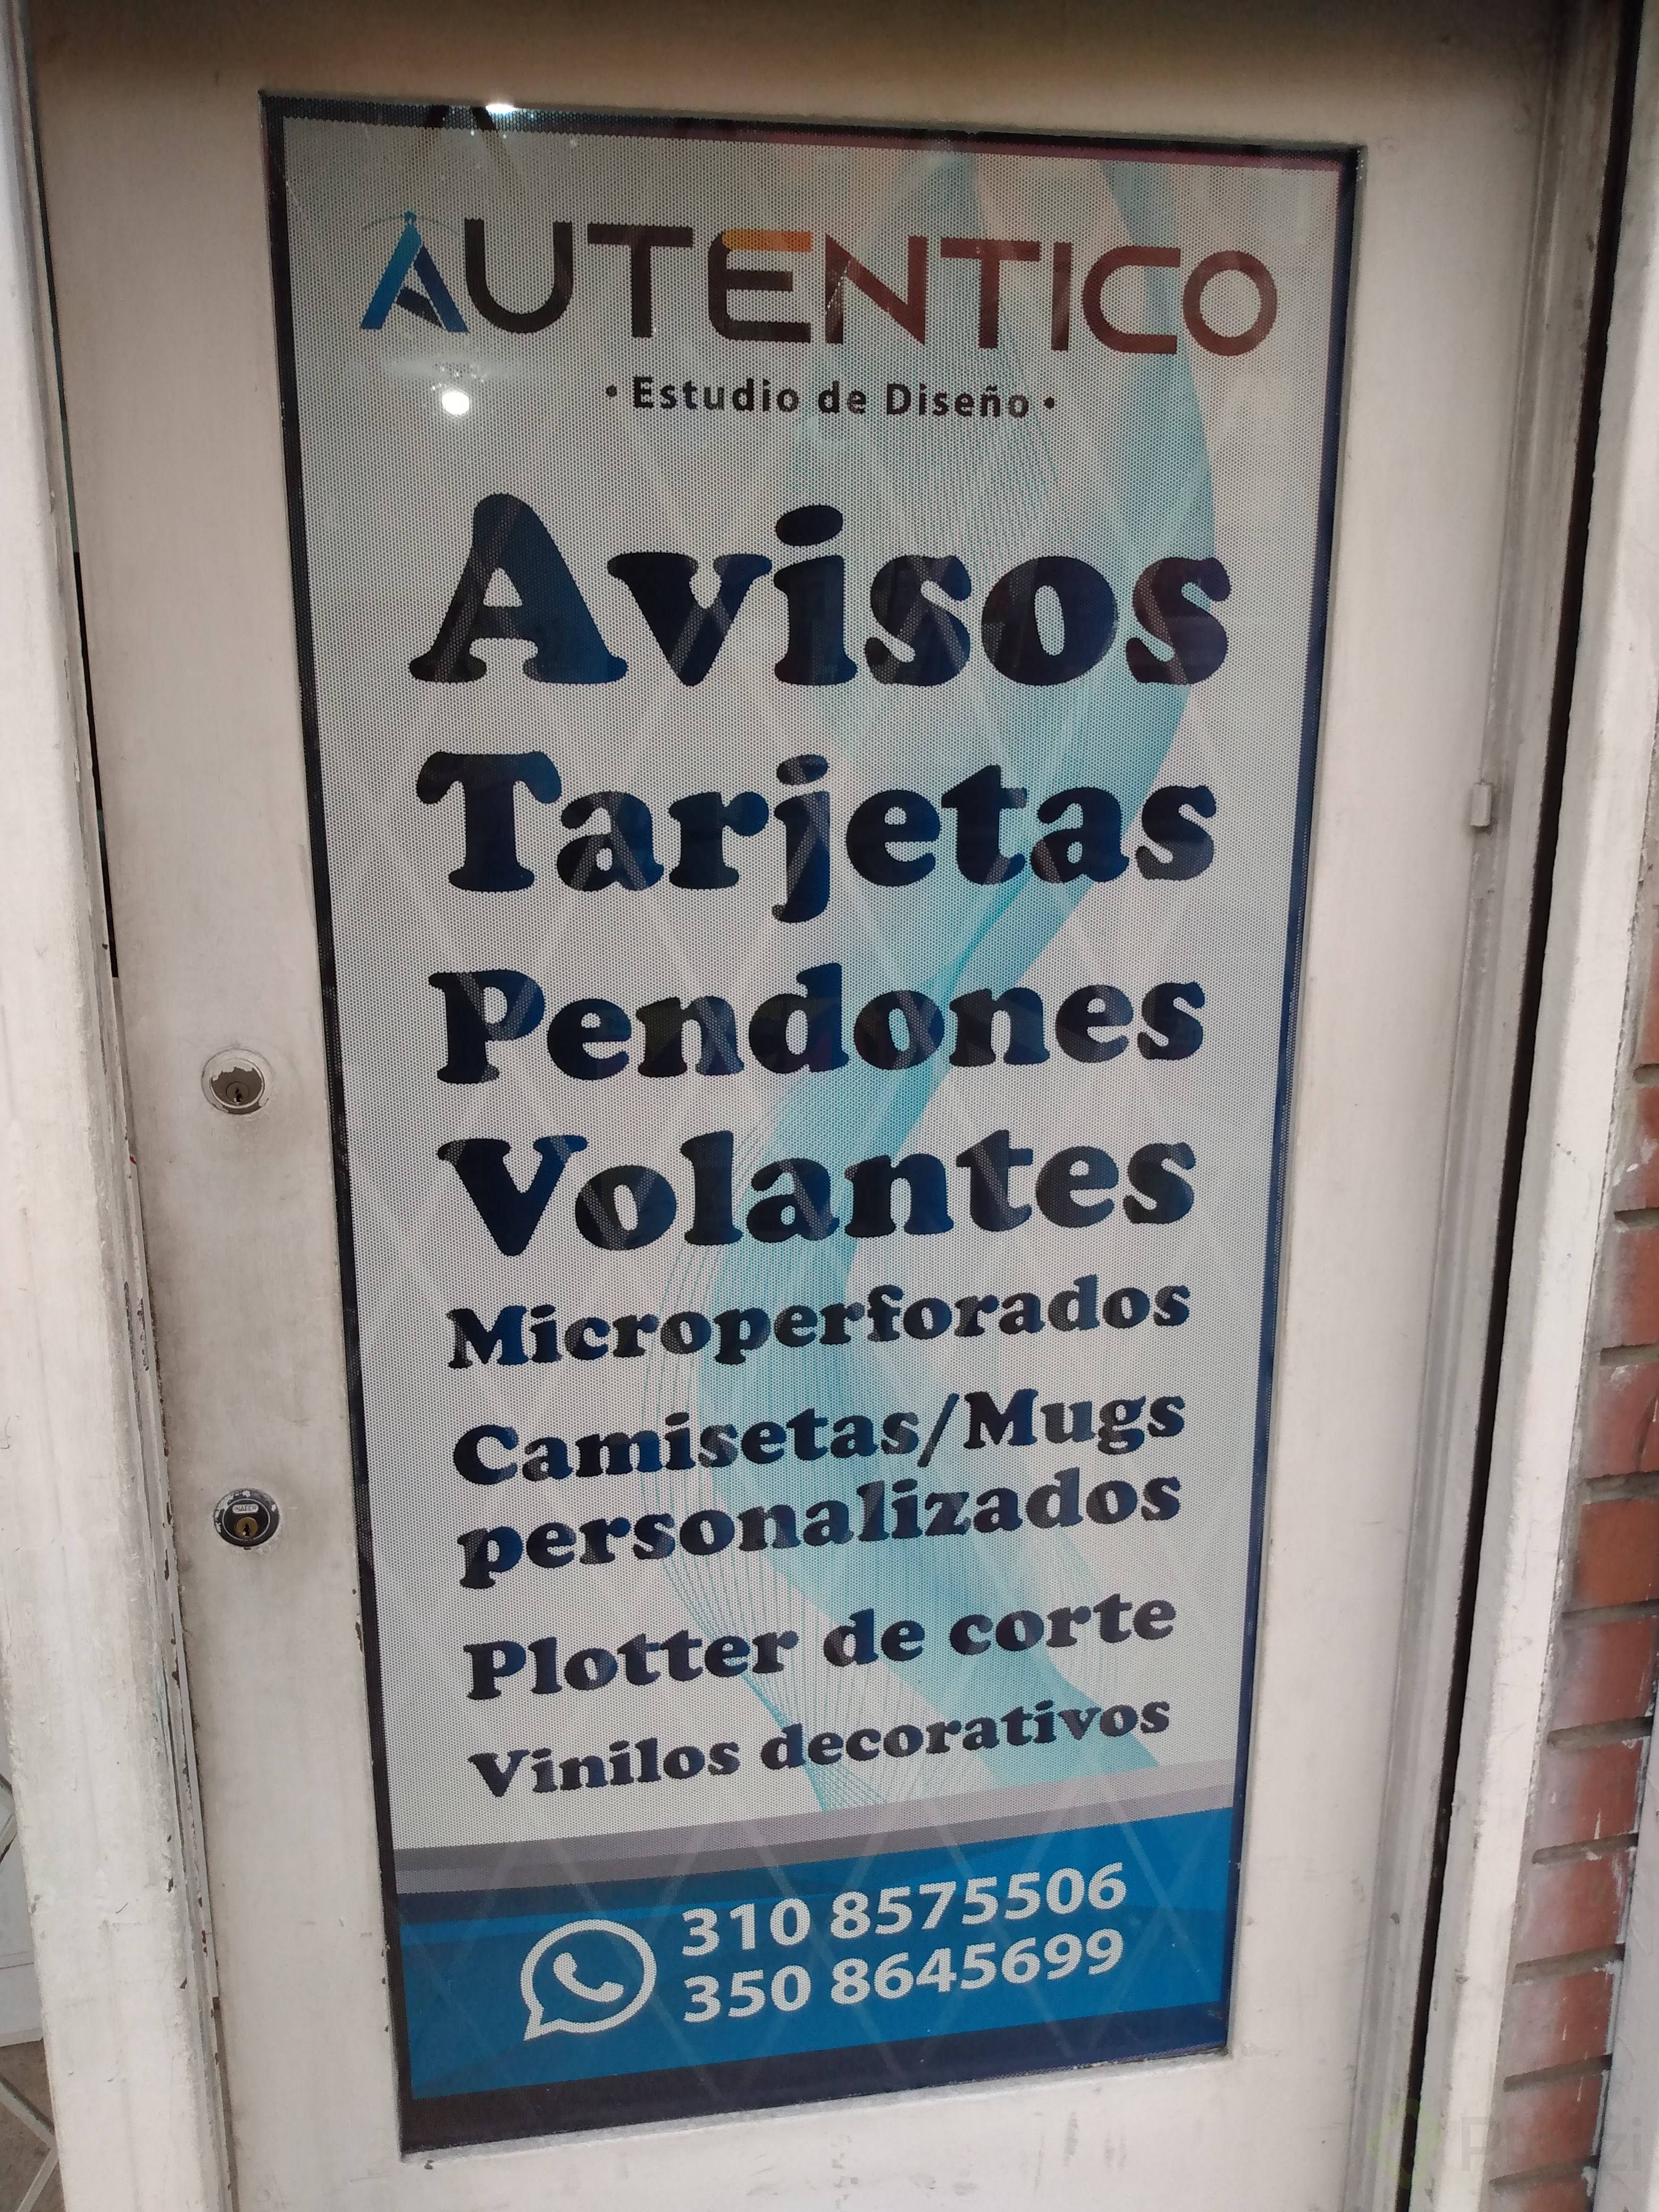 AUTENTICO
• Estudio de Diseño •
Avisos
Tarjetas
Pendones
Volantes
Microperforados
Camisetas/Mugs
personalizados
Plotter de corte
Vinilos decorativos
310 8575506
350 8645699